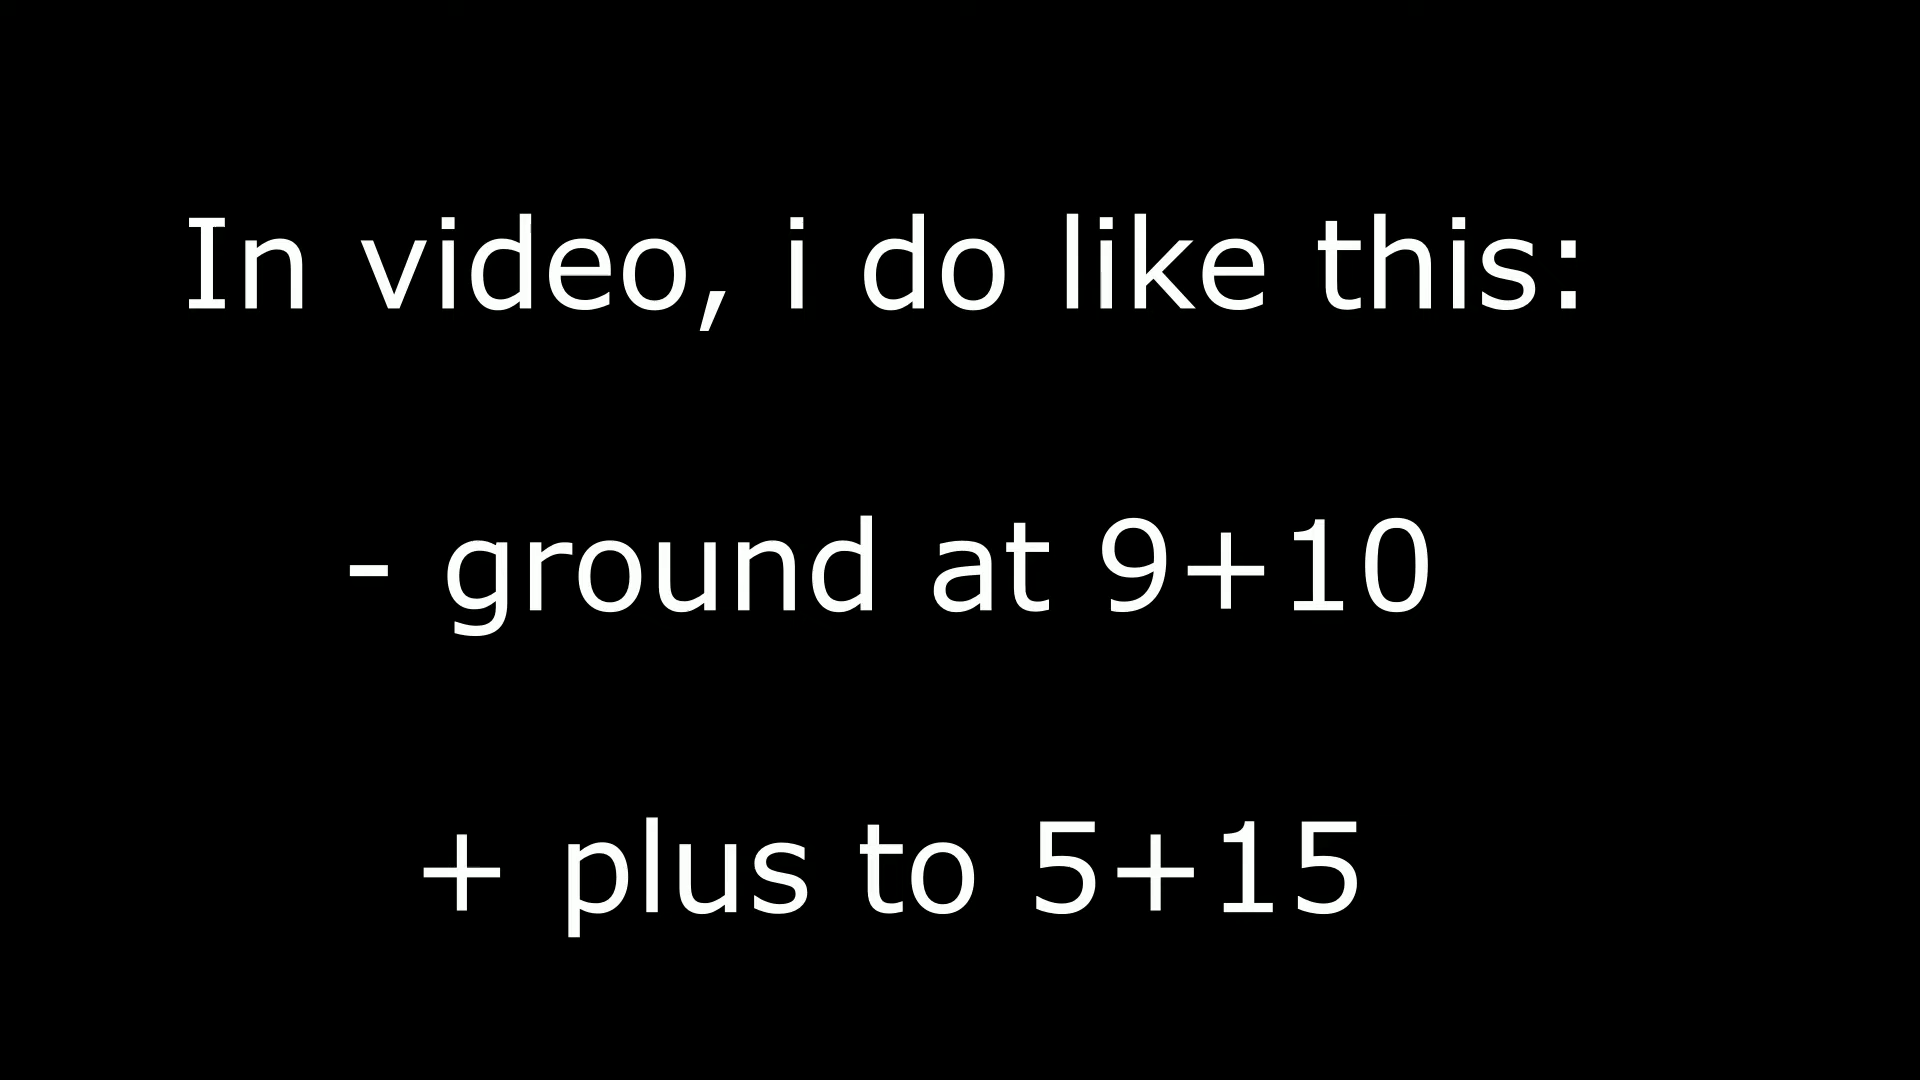 In video, i do like this:
- ground at 9+10
+ plus to 5+15